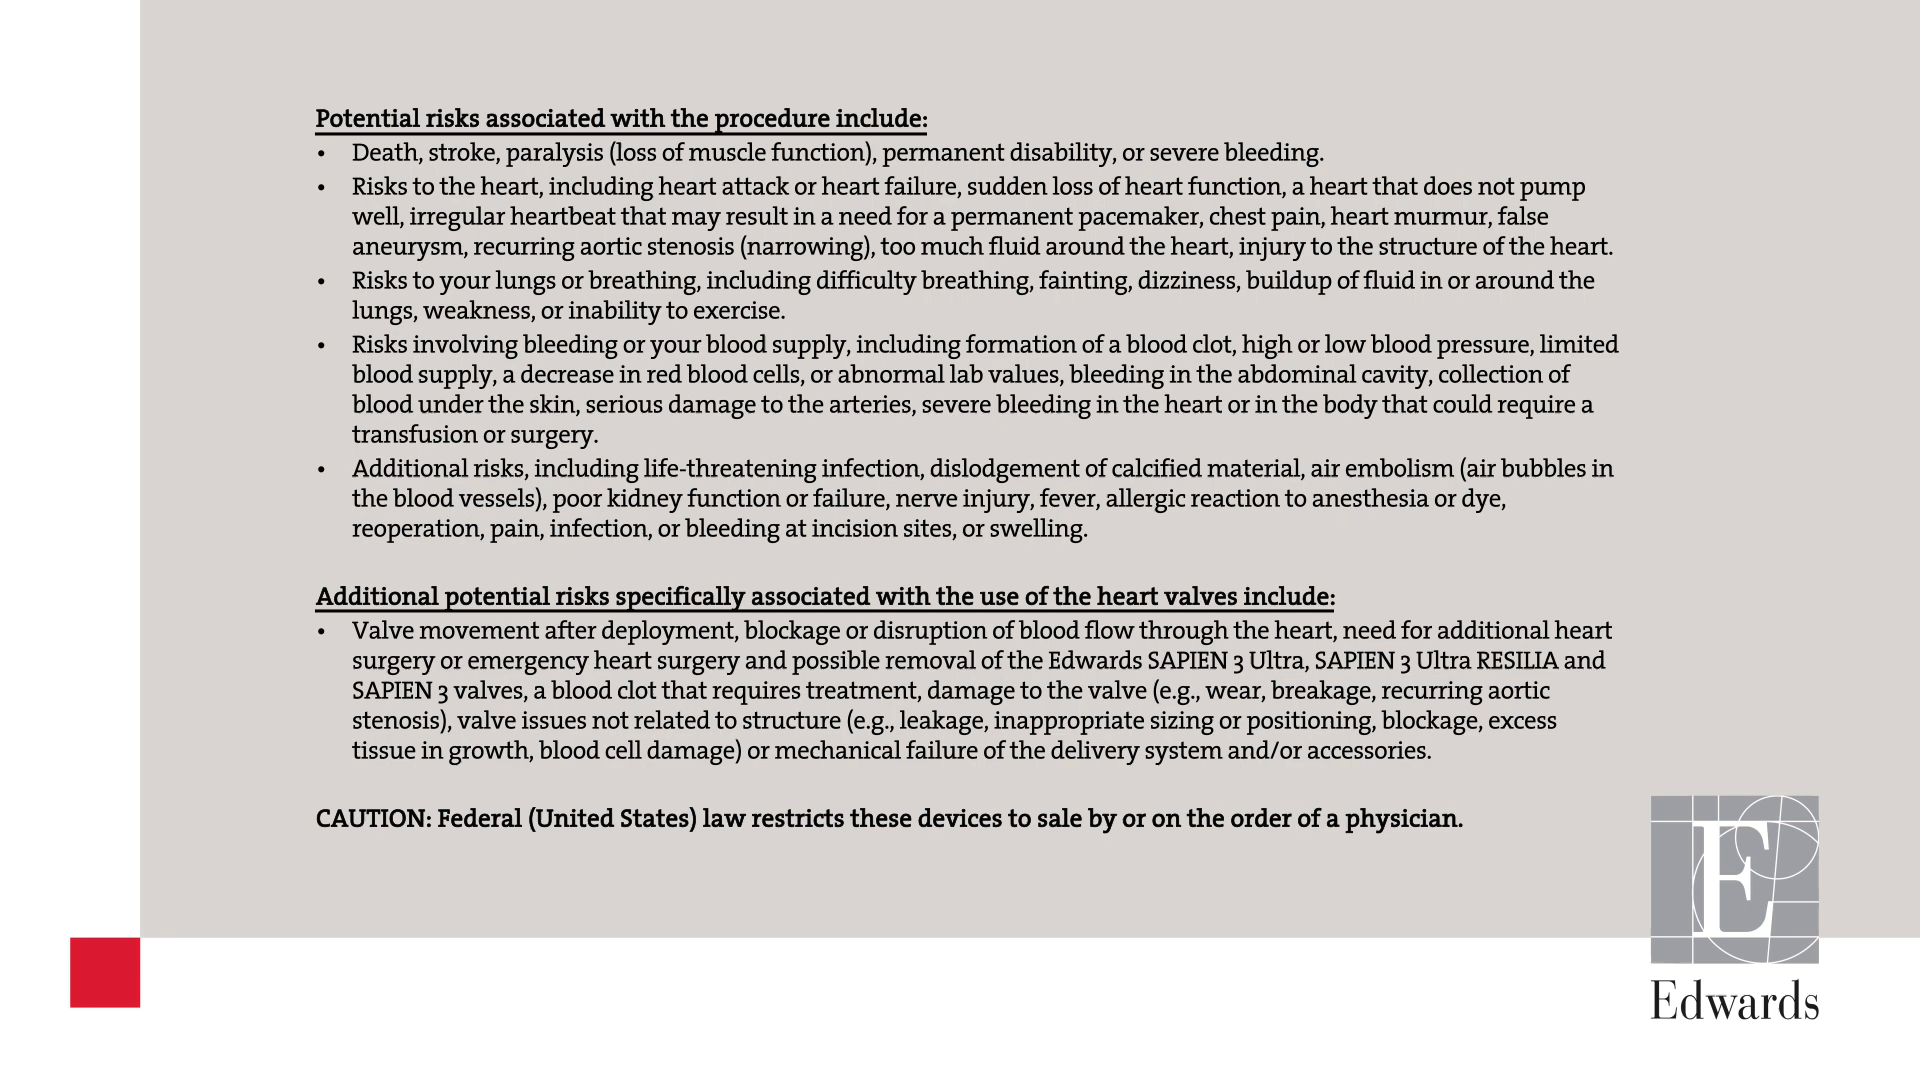 Potential risks associated with the procedure include:
• Death, stroke, paralysis (loss of muscle function), permanent disability, or severe bleeding.
• Risks to the heart, including heart attack or heart failure, sudden loss of heart function, a heart that does not pump
well, irregular heartbeat that may result in a need for a permanent pacemaker, chest pain, heart murmur, false
aneurysm, recurring aortic stenosis (narrowing), too much fluid around the heart, injury to the structure of the heart.
• Risks to your lungs or breathing, including difficulty breathing, fainting, dizziness, buildup of fluid in or around the
lungs, weakness, or inability to exercise.
• Risks involving bleeding or your blood supply, including formation of a blood clot, high or low blood pressure, limited
blood supply, a decrease in red blood cells, or abnormal lab values, bleeding in the abdominal cavity, collection of
blood under the skin, serious damage to the arteries, severe bleeding in the heart or in the body that could require a
transfusion or surgery.
• Additional risks, including life-threatening infection, dislodgement of calcified material, air embolism (air bubbles in
the blood vessels), poor kidney function or failure, nerve injury, fever, allergic reaction to anesthesia or dye,
reoperation, pain, infection, or bleeding at incision sites, or swelling.
Additional potential risks specifically associated with the use of the heart valves include:
• Valve movement after deployment, blockage or disruption of blood flow through the heart, need for additional heart
surgery or emergency heart surgery and possible removal of the Edwards SAPIEN 3 Ultra, SAPIEN 3 Ultra RESILIA and
SAPIEN 3 valves, a blood clot that requires treatment, damage to the valve (e.g., wear, breakage, recurring aortic
stenosis), valve issues not related to structure (e.g., leakage, inappropriate sizing or positioning, blockage, excess
tissue in growth, blood cell damage) or mechanical failure of the delivery system and/or accessories.
CAUTION: Federal (United States) law restricts these devices to sale by or on the order of a physician.
E
Edwards